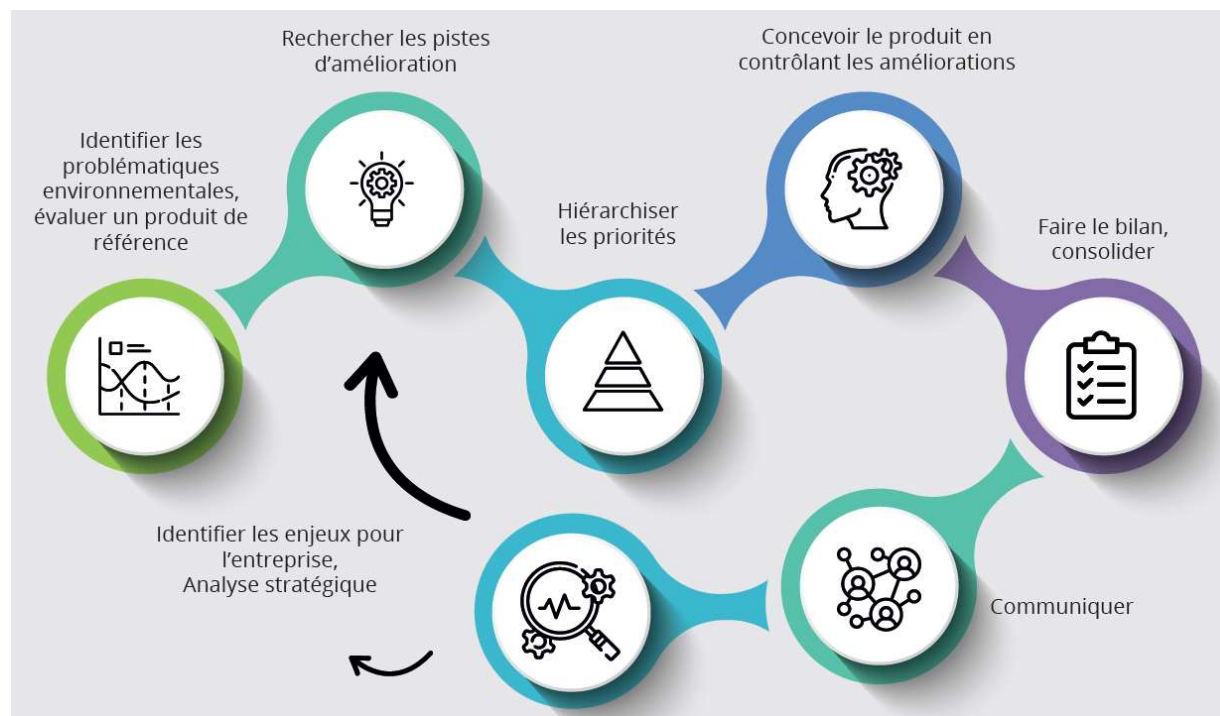 Identifier les
problématiques
environnementales,
évaluer un produit de
référence
Rechercher les pistes
d’amélioration
Hiérarchiser
les priorités
Concevoir le produit en
contrôlant les améliorations
Faire le bilan,
consolider
Communiquer
Identifier les enjeux pour
l’entreprise,
Analyse stratégique